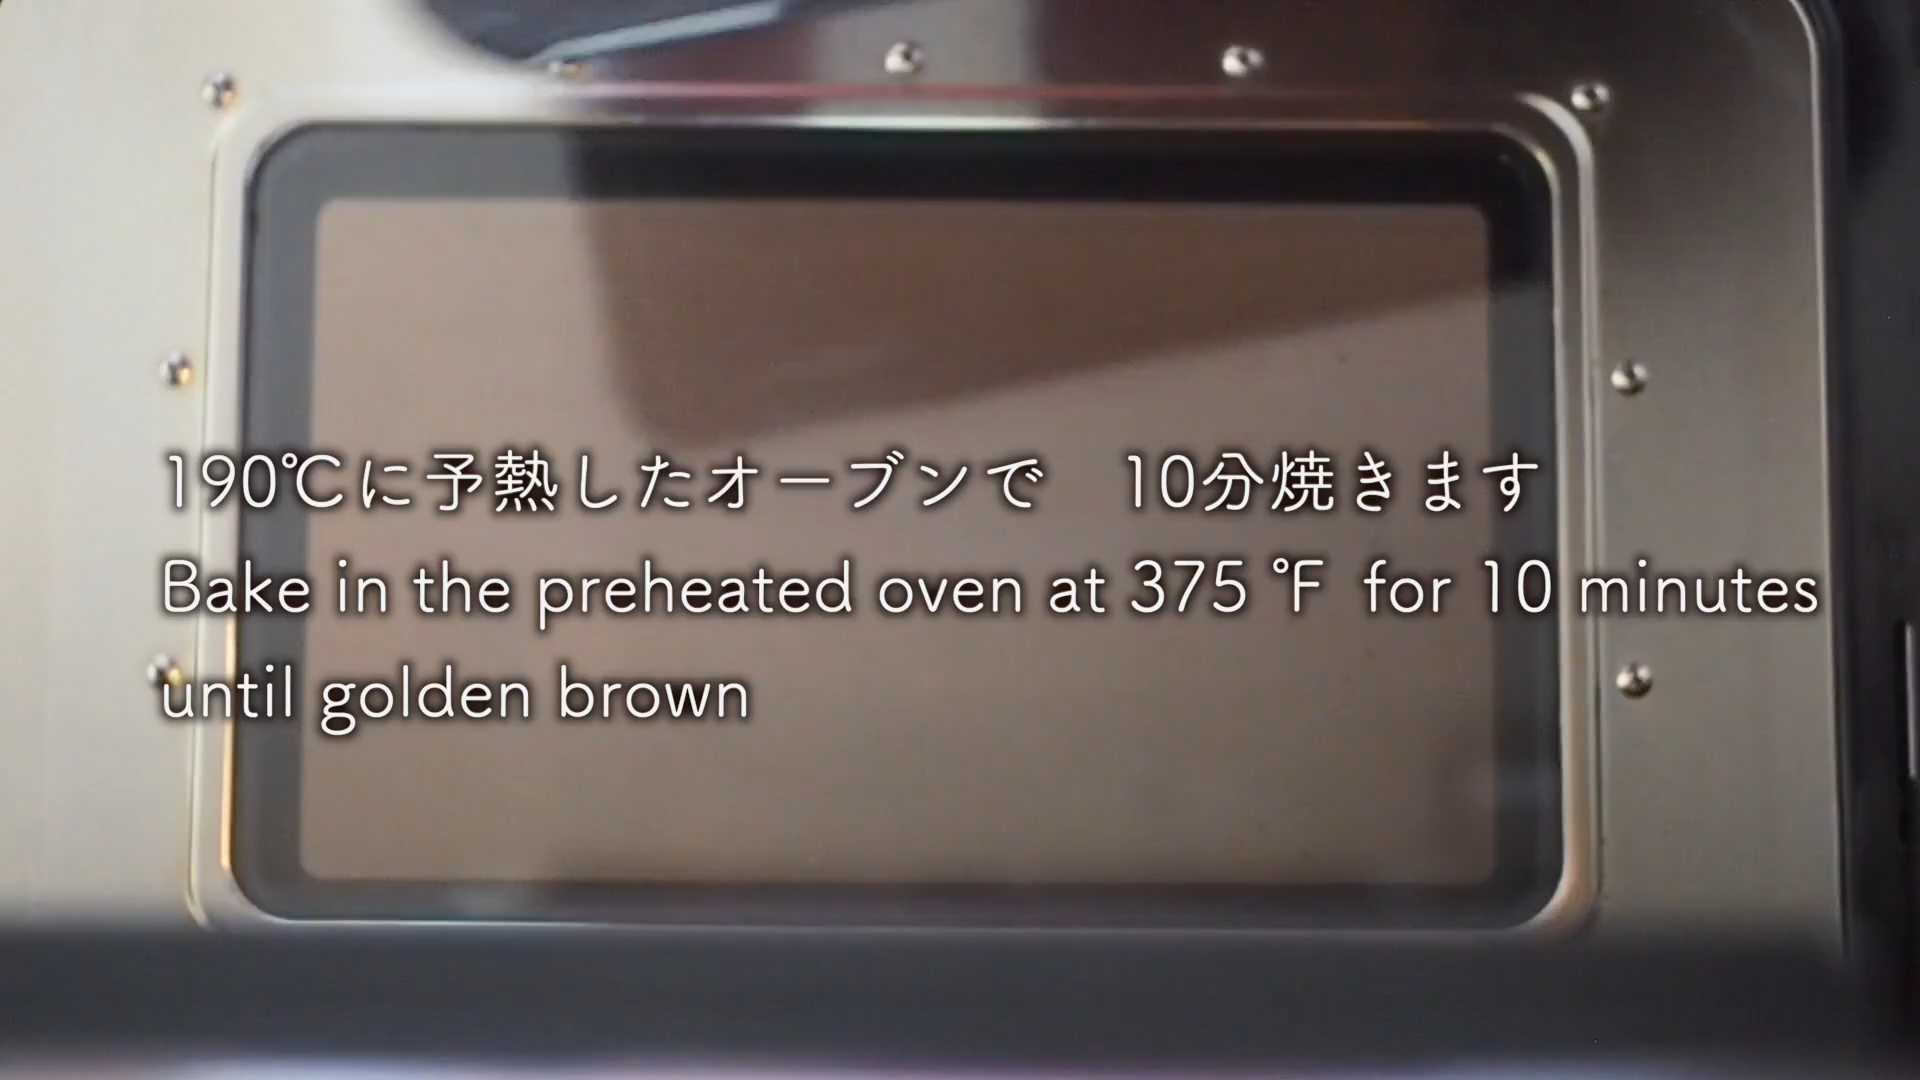 190℃に予熱したオーブンで　10分焼きます
Bake in the preheated oven at 375 ℉ for 10 minutes
until golden brown